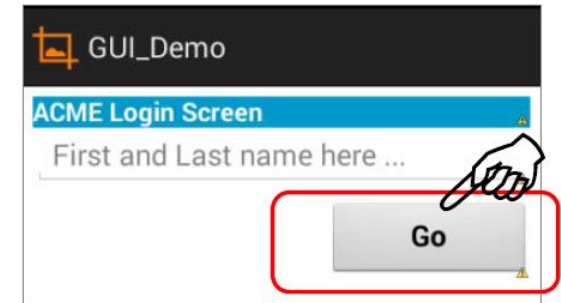 GUI_Demo
ACME Login Screen
First and Last name here ...
Go